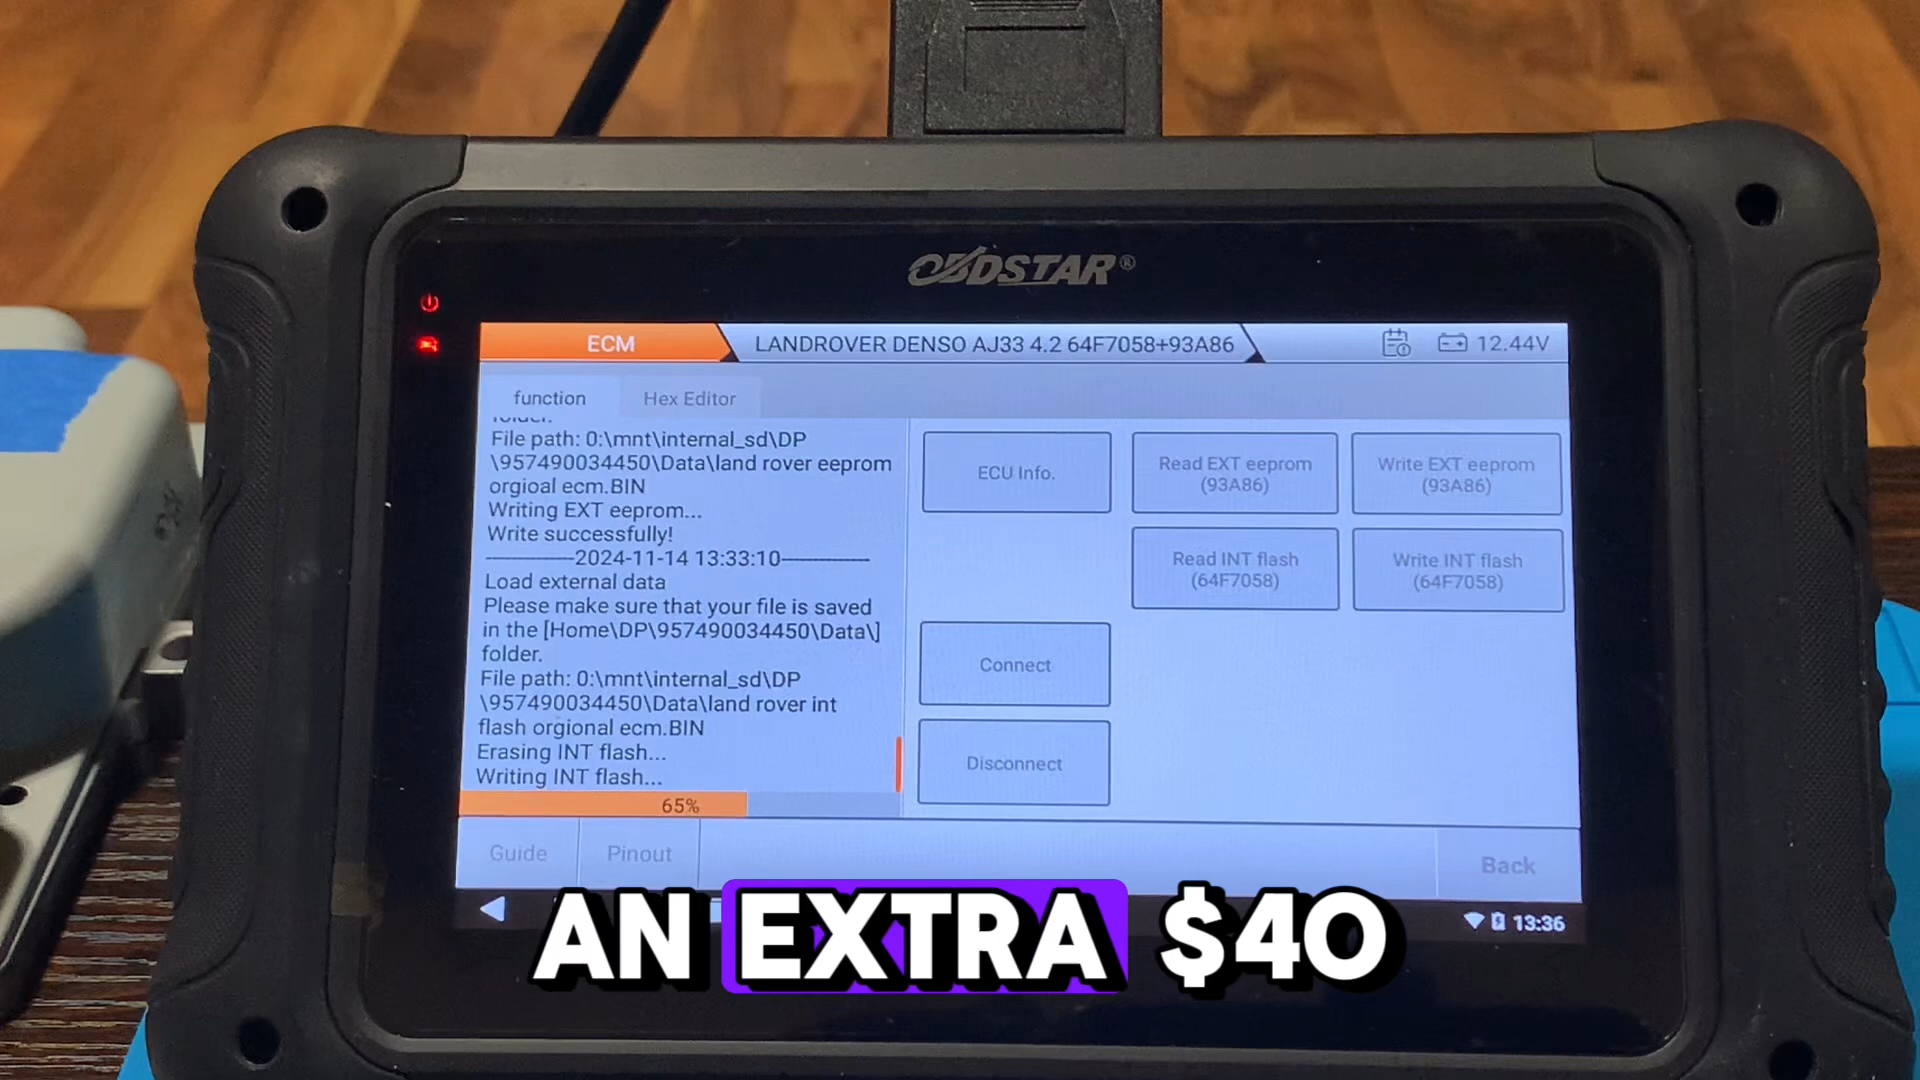 OBDSTAR®
ECM
LANDROVER DENSO AJ33 4.2 64F7058+93A86
12.44V
function
Hex Editor
folder.
File path: 0:\mnt\internal_sd\DP
\957490034450\Data\land rover eeprom
orgioal ecm.BIN
Writing EXT eeprom...
Write successfully!
---------------2024-11-14 13:33:10---------------
Load external data
Please make sure that your file is saved
in the [Home\DP\957490034450\Data\]
folder.
File path: 0:\mnt\internal_sd\DP
\957490034450\Data\land rover int
flash orgional ecm.BIN
Erasing INT flash...
Writing INT flash...
65%
ECU Info.
Read EXT eeprom
(93A86)
Write EXT eeprom
(93A86)
Read INT flash
(64F7058)
Write INT flash
(64F7058)
Connect
Disconnect
Guide
Pinout
Back
13:36
AN EXTRA $40